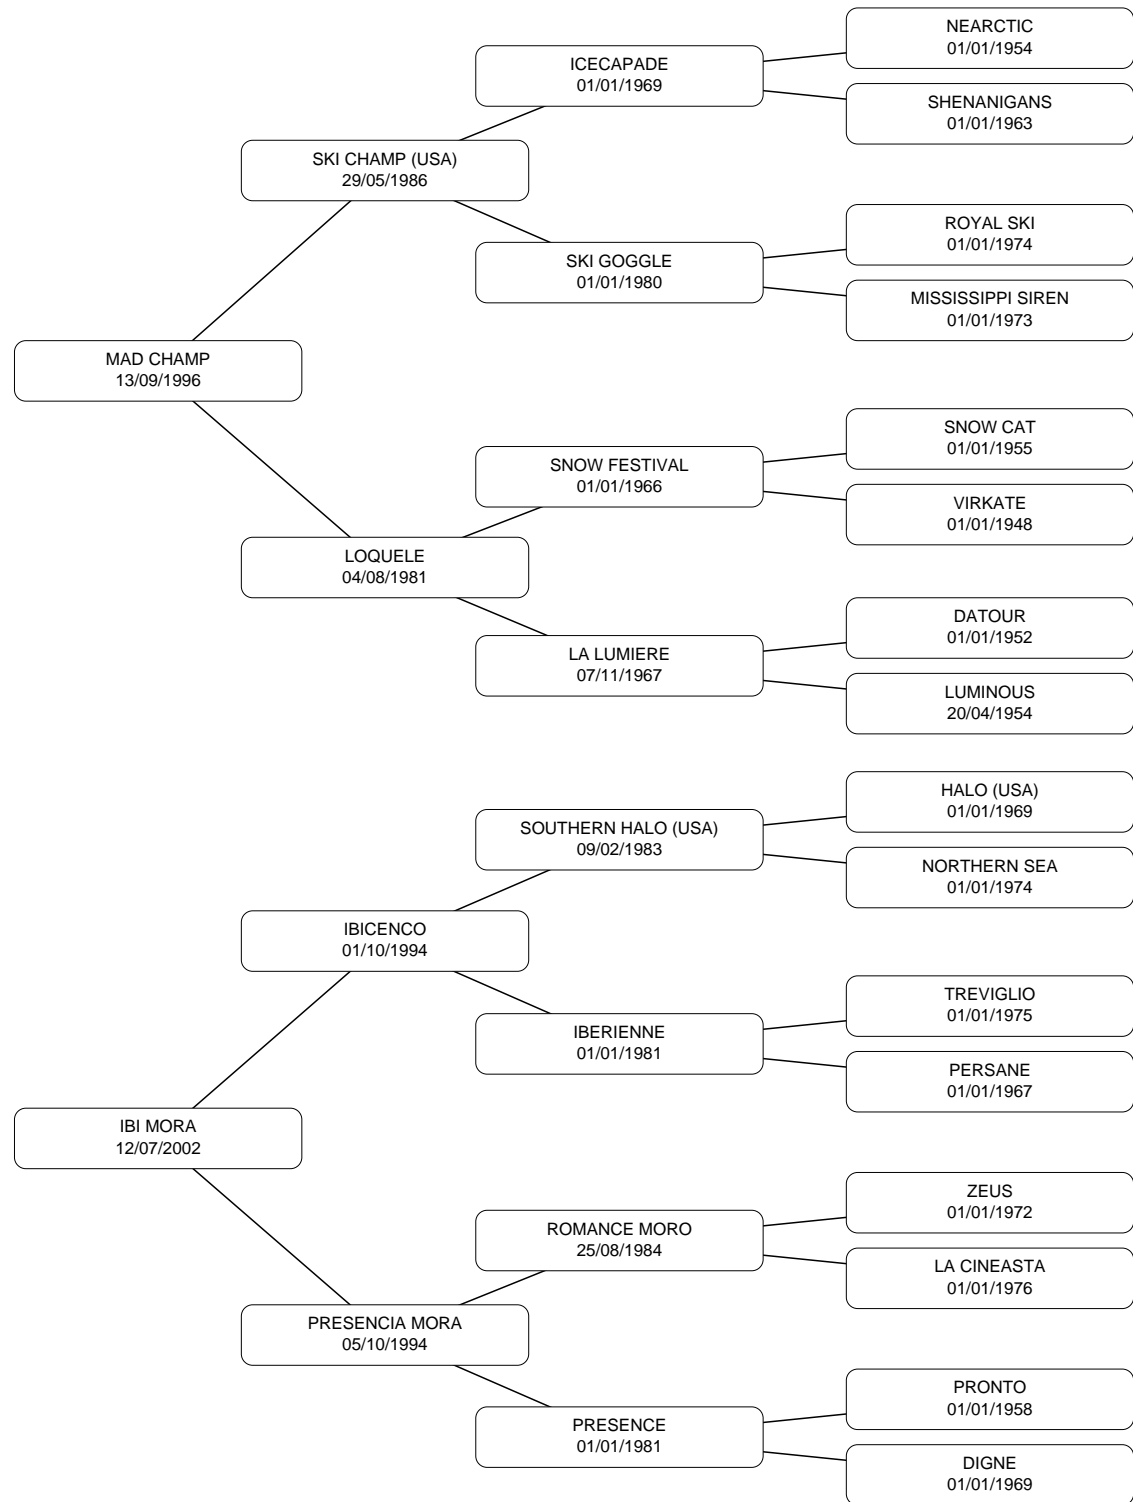 NEARCTIC
01/01/1954
ICECAPADE
01/01/1969
SHENANIGANS
01/01/1963
SKI CHAMP (USA)
29/05/1986
ROYAL SKI
01/01/1974
SKI GOGGLE
01/01/1980
MISSISSIPPI SIREN
01/01/1973
MAD CHAMP
13/09/1996
SNOW CAT
01/01/1955
SNOW FESTIVAL
01/01/1966
VIRKATE
01/01/1948
LOQUELE
04/08/1981
DATOUR
01/01/1952
LA LUMIERE
07/11/1967
LUMINOUS
20/04/1954
HALO (USA)
01/01/1969
SOUTHERN HALO (USA)
09/02/1983
NORTHERN SEA
01/01/1974
IBICENCO
01/10/1994
TREVIGLIO
01/01/1975
IBERIENNE
01/01/1981
PERSANE
01/01/1967
IBI MORA
12/07/2002
ZEUS
01/01/1972
ROMANCE MORO
25/08/1984
LA CINEASTA
01/01/1976
PRESENCIA MORA
05/10/1994
PRONTO
01/01/1958
PRESENCE
01/01/1981
DIGNE
01/01/1969